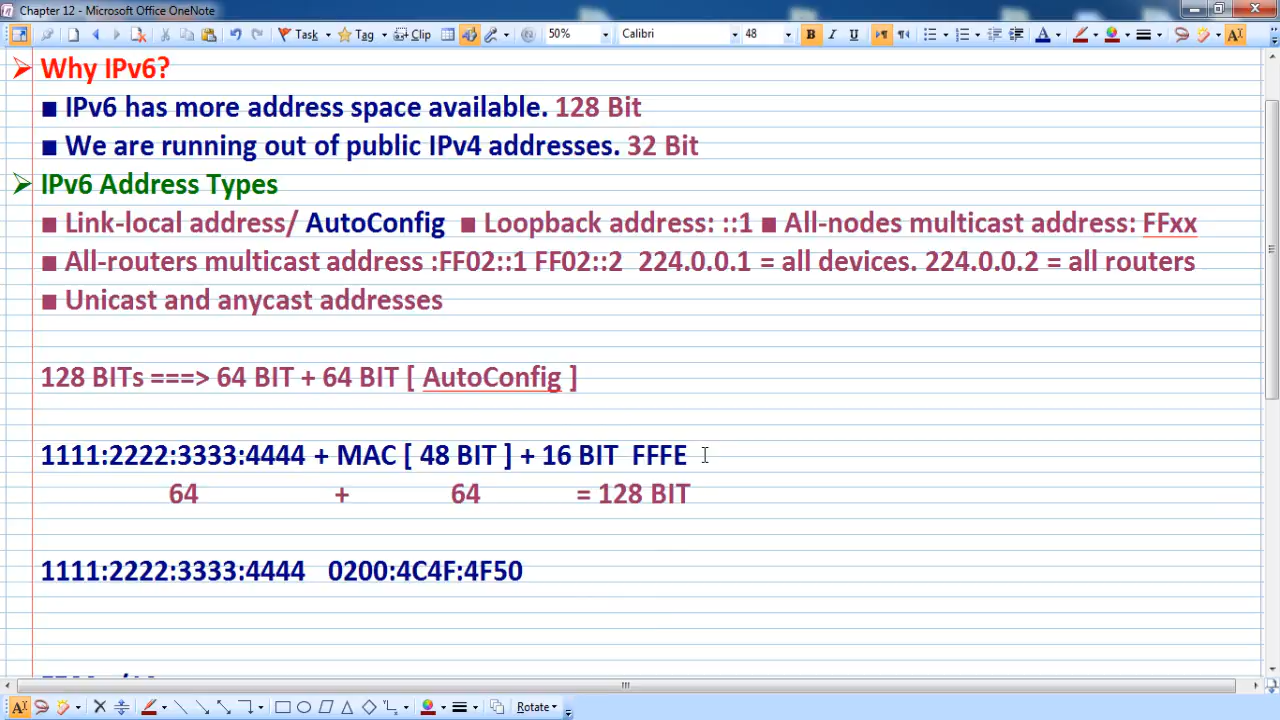 Chapter 12 - Microsoft Office OneNote
Task Tag Clip 50% Calibri 48 B I U A A
Why IPv6?
■ IPv6 has more address space available. 128 Bit
■ We are running out of public IPv4 addresses. 32 Bit
IPv6 Address Types
■ Link-local address/ AutoConfig ■ Loopback address: ::1 ■ All-nodes multicast address: FFxx
■ All-routers multicast address :FF02::1 FF02::2 224.0.0.1 = all devices. 224.0.0.2 = all routers
■ Unicast and anycast addresses
128 BITs ===> 64 BIT + 64 BIT [ AutoConfig ]
1111:2222:3333:4444 + MAC [ 48 BIT ] + 16 BIT FFFE
64 + 64 = 128 BIT
1111:2222:3333:4444 0200:4C4F:4F50
Rotate